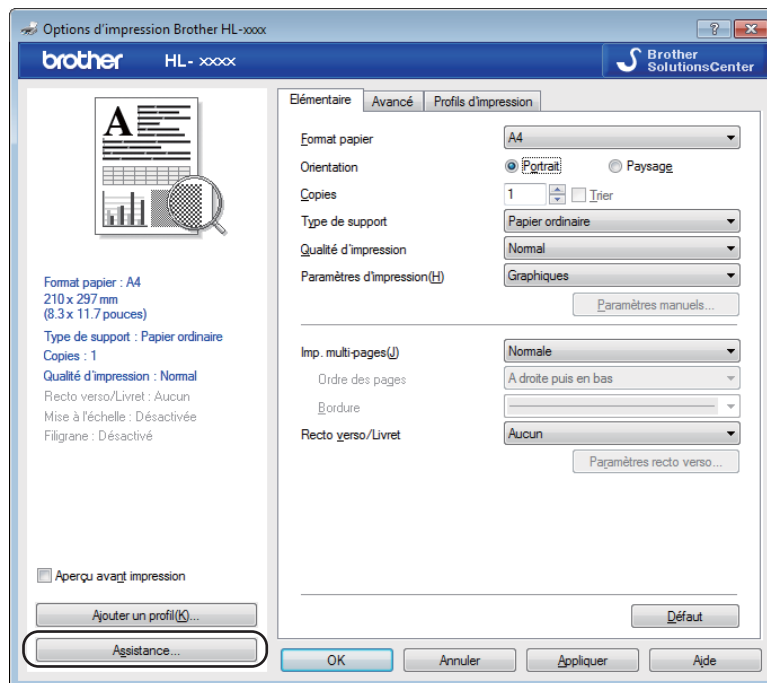 Options d'impression Brother HL-xxxx
brother HL- xxxx
Brother
SolutionsCenter
A
Format papier : A4
210 x 297 mm
(8.3 x 11.7 pouces)
Type de support : Papier ordinaire
Copies : 1
Qualité d'impression : Normal
Recto verso/Livret : Aucun
Mise à l'échelle : Désactivée
Filigrane : Désactivé
Aperçu avant impression
Ajouter un profil(K)...
Assistance...
Elémentaire Avancé Profils d'impression
Format papier A4
Orientation Portrait Paysage
Copies 1 Trier
Type de support Papier ordinaire
Qualité d'impression Normal
Paramètres d'impression(H) Graphiques
Paramètres manuels...
Imp. multi-pages(J) Normale
Ordre des pages A droite puis en bas
Bordure
Recto verso/Livret Aucun
Paramètres recto verso...
Défaut
OK Annuler Appliquer Aide